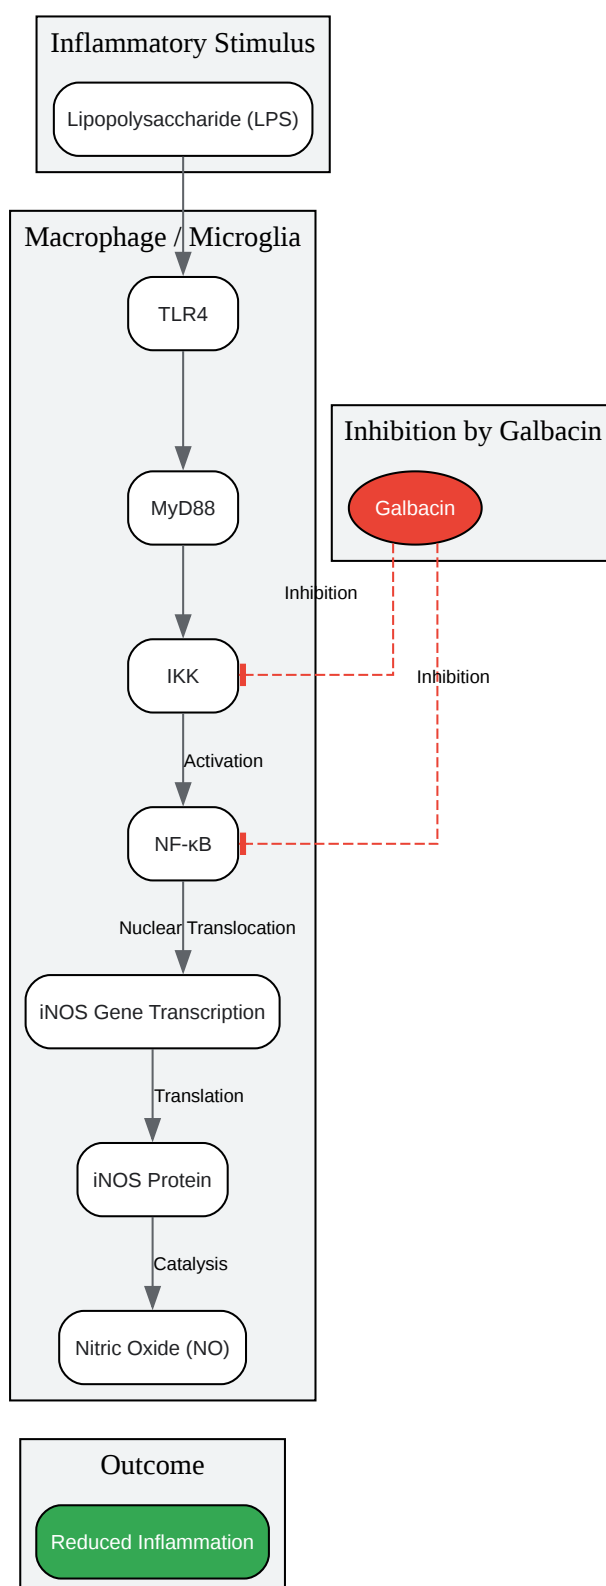 Inflammatory Stimulus
Lipopolysaccharide (LPS)
Macrophage / Microglia
TLR4
Inhibition by Galbacin
MyD88
Galbacin
Inhibition
IKK
Inhibition
Activation
NF-κB
Nuclear Translocation
iNOS Gene Transcription
Translation
iNOS Protein
Catalysis
Nitric Oxide (NO)
Outcome
Reduced Inflammation